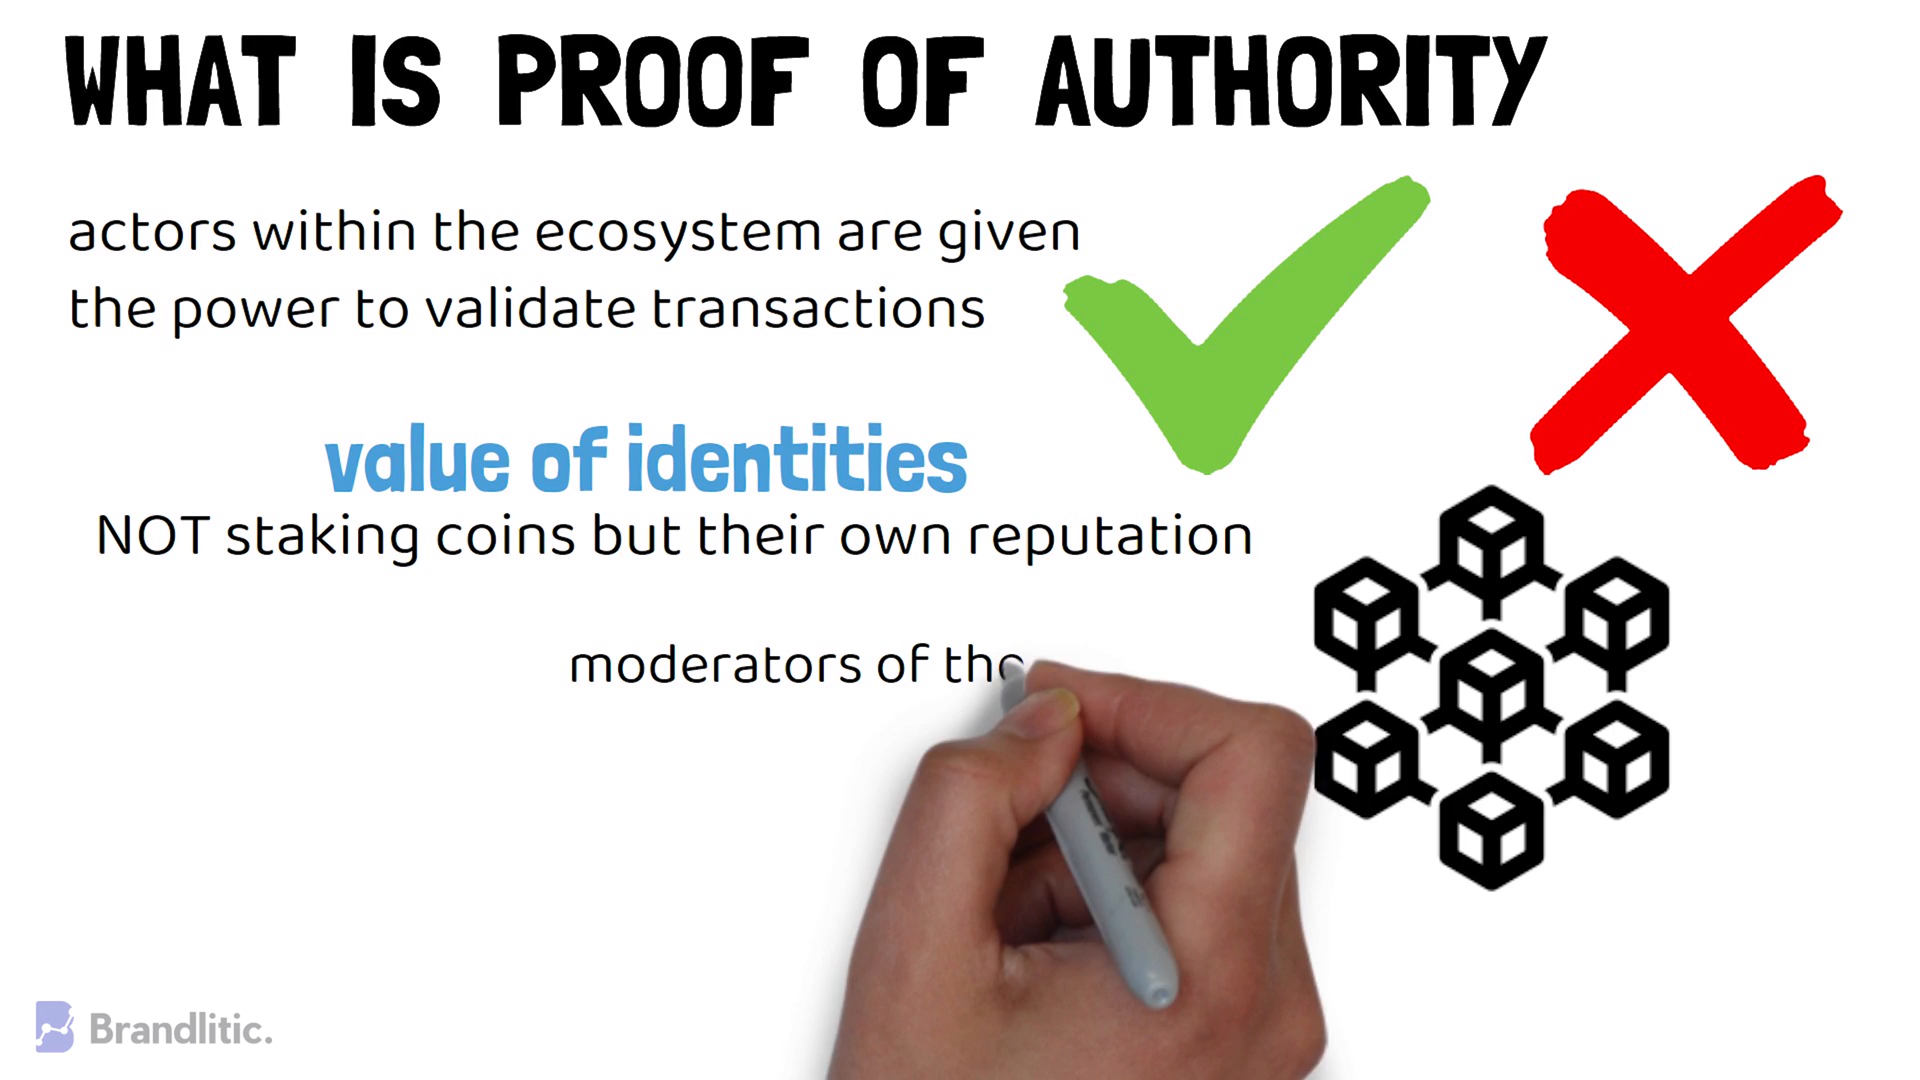 WHAT IS PROOF OF AUTHORITY
actors within the ecosystem are given
the power to validate transactions
value of identities
NOT staking coins but their own reputation
moderators of the
Brandlitic.